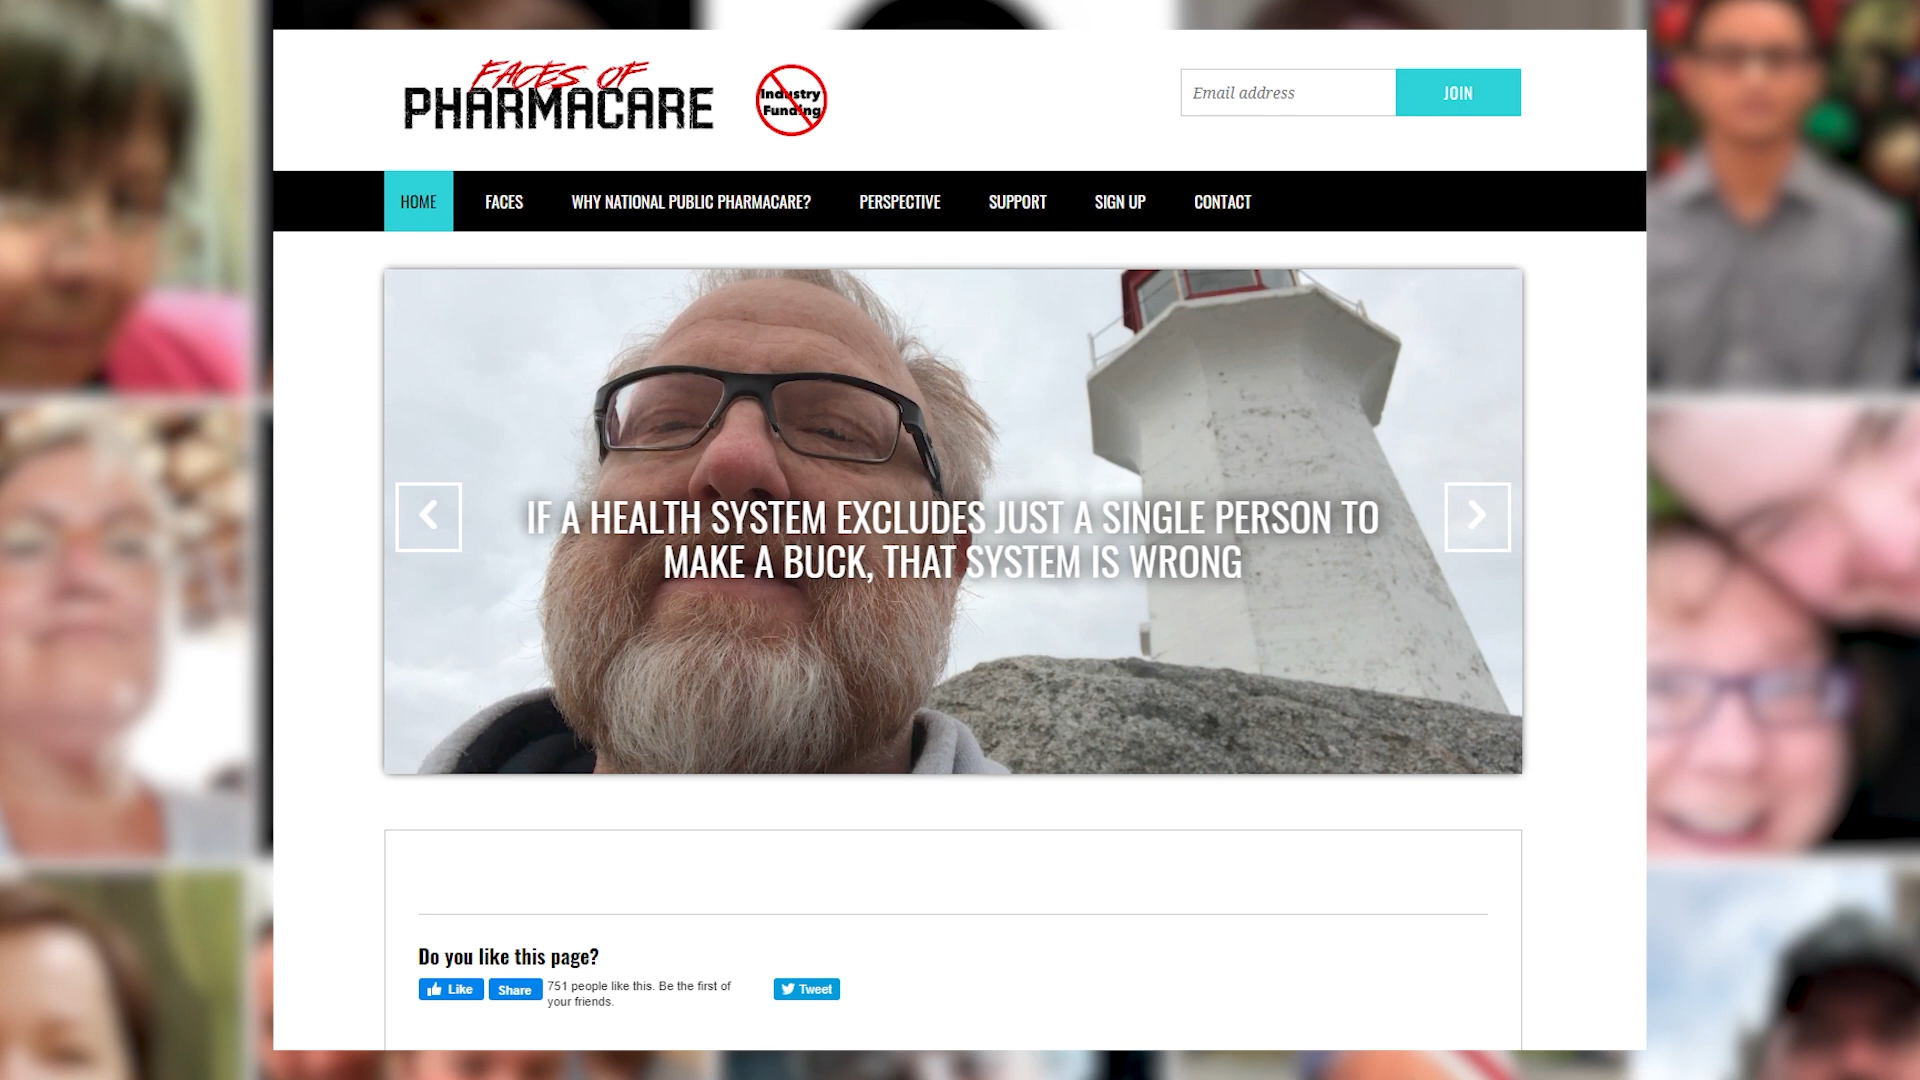 FACES OF
PHARMACARE
Industry
Funding
Email address
JOIN
HOME
FACES
WHY NATIONAL PUBLIC PHARMACARE?
PERSPECTIVE
SUPPORT
SIGN UP
CONTACT
IF A HEALTH SYSTEM EXCLUDES JUST A SINGLE PERSON TO
MAKE A BUCK, THAT SYSTEM IS WRONG
Do you like this page?
Like
Share
751 people like this. Be the first of
your friends.
Tweet